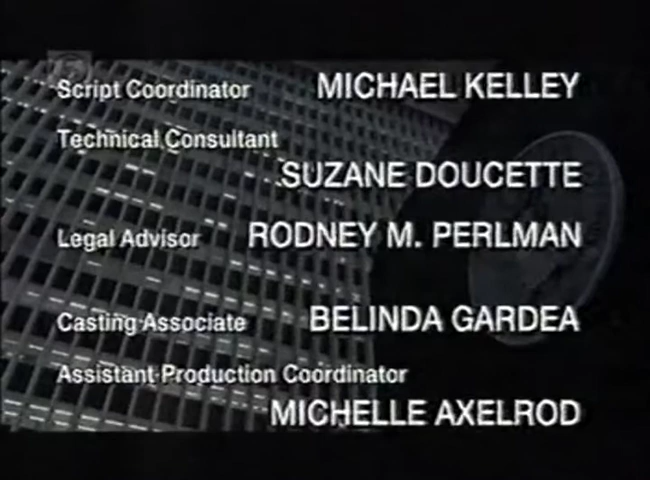 Script Coordinator MICHAEL KELLEY
Technical Consultant
SUZANE DOUCETTE
Legal Advisor RODNEY M. PERLMAN
Casting Associate BELINDA GARDEA
Assistant Production Coordinator
MICHELLE AXELROD